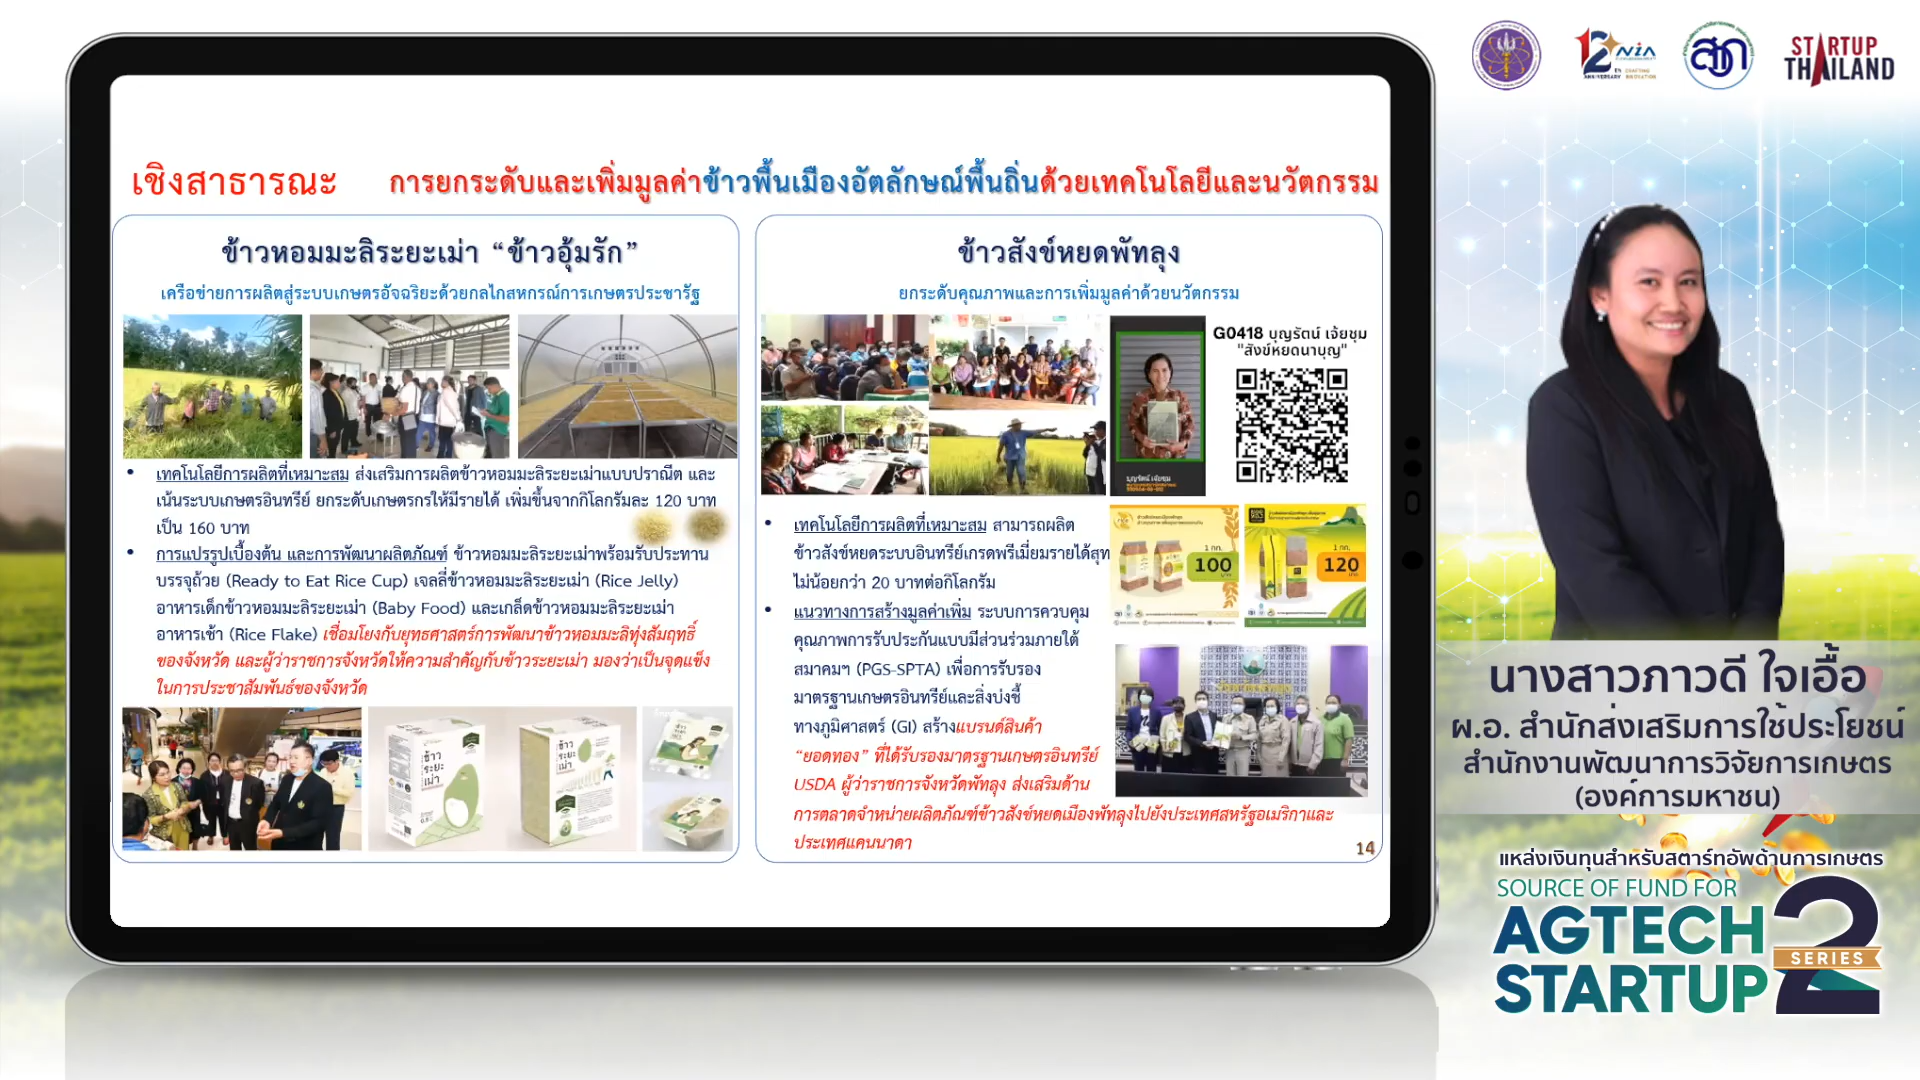 เชิงสาธารณะ การยกระดับและเพิ่มมูลค่าข้าวพื้นเมืองอัตลักษณ์พื้นถิ่นด้วยเทคโนโลยีและนวัตกรรม
ข้าวหอมมะลิระยะเม่า “ข้าวอุ้มรัก”
เครือข่ายการผลิตสู่ระบบเกษตรอัจฉริยะด้วยกลไกสหกรณ์การเกษตรประชารัฐ
• เทคโนโลยีการผลิตที่เหมาะสม ส่งเสริมการผลิตข้าวหอมมะลิระยะเม่าแบบปราณีต และ
เน้นระบบเกษตรอินทรีย์ ยกระดับเกษตรกรให้มีรายได้ เพิ่มขึ้นจากกิโลกรัมละ 120 บาท
เป็น 160 บาท
• การแปรรูปเบื้องต้น และการพัฒนาผลิตภัณฑ์ ข้าวหอมมะลิระยะเม่าพร้อมรับประทาน
บรรจุถ้วย (Ready to Eat Rice Cup) เจลลี่ข้าวหอมมะลิระยะเม่า (Rice Jelly)
อาหารเด็กข้าวหอมมะลิระยะเม่า (Baby Food) และเกล็ดข้าวหอมมะลิระยะเม่า
อาหารเช้า (Rice Flake) เชื่อมโยงกับยุทธศาสตร์การพัฒนาข้าวหอมมะลิทุ่งสัมฤทธิ์
ของจังหวัด และผู้ว่าราชการจังหวัดให้ความสำคัญกับข้าวระยะเม่า มองว่าเป็นจุดแข็ง
ในการประชาสัมพันธ์ของจังหวัด
ข้าว
ระยะ
เม่า
ข้าว
ระยะ
เม่า
ข้าวสังข์หยดพัทลุง
ยกระดับคุณภาพและการเพิ่มมูลค่าด้วยนวัตกรรม
G0418 บุญรัตน์ เจ้ยชุม
"สังข์หยดนาบุญ"
บุญรัตน์ เจ้ยชุม
• เทคโนโลยีการผลิตที่เหมาะสม สามารถผลิต
ข้าวสังข์หยดระบบอินทรีย์เกรดพรีเมี่ยมรายได้สุท
ไม่น้อยกว่า 20 บาทต่อกิโลกรัม
• แนวทางการสร้างมูลค่าเพิ่ม ระบบการควบคุม
คุณภาพการรับประกันแบบมีส่วนร่วมภายใต้
สมาคมฯ (PGS-SPTA) เพื่อการรับรอง
มาตรฐานเกษตรอินทรีย์และสิ่งบ่งชี้
ทางภูมิศาสตร์ (GI) สร้างแบรนด์สินค้า
“ยอดทอง” ที่ได้รับรองมาตรฐานเกษตรอินทรีย์
USDA ผู้ว่าราชการจังหวัดพัทลุง ส่งเสริมด้าน
การตลาดจำหน่ายผลิตภัณฑ์ข้าวสังข์หยดเมืองพัทลุงไปยังประเทศสหรัฐอเมริกาและ
ประเทศแคนนาดา
1 กก.
100
1 กก.
120
14
12 NIA
TH ANNIVERSARY CRAFTING INNOVATION
สวก
STARTUP
THAILAND
นางสาวภาวดี ใจเอื้อ
ผ.อ. สำนักส่งเสริมการใช้ประโยชน์
สำนักงานพัฒนาการวิจัยการเกษตร
(องค์การมหาชน)
แหล่งเงินทุนสำหรับสตาร์ทอัพด้านการเกษตร
SOURCE OF FUND FOR
AGTECH
STARTUP
2
SERIES